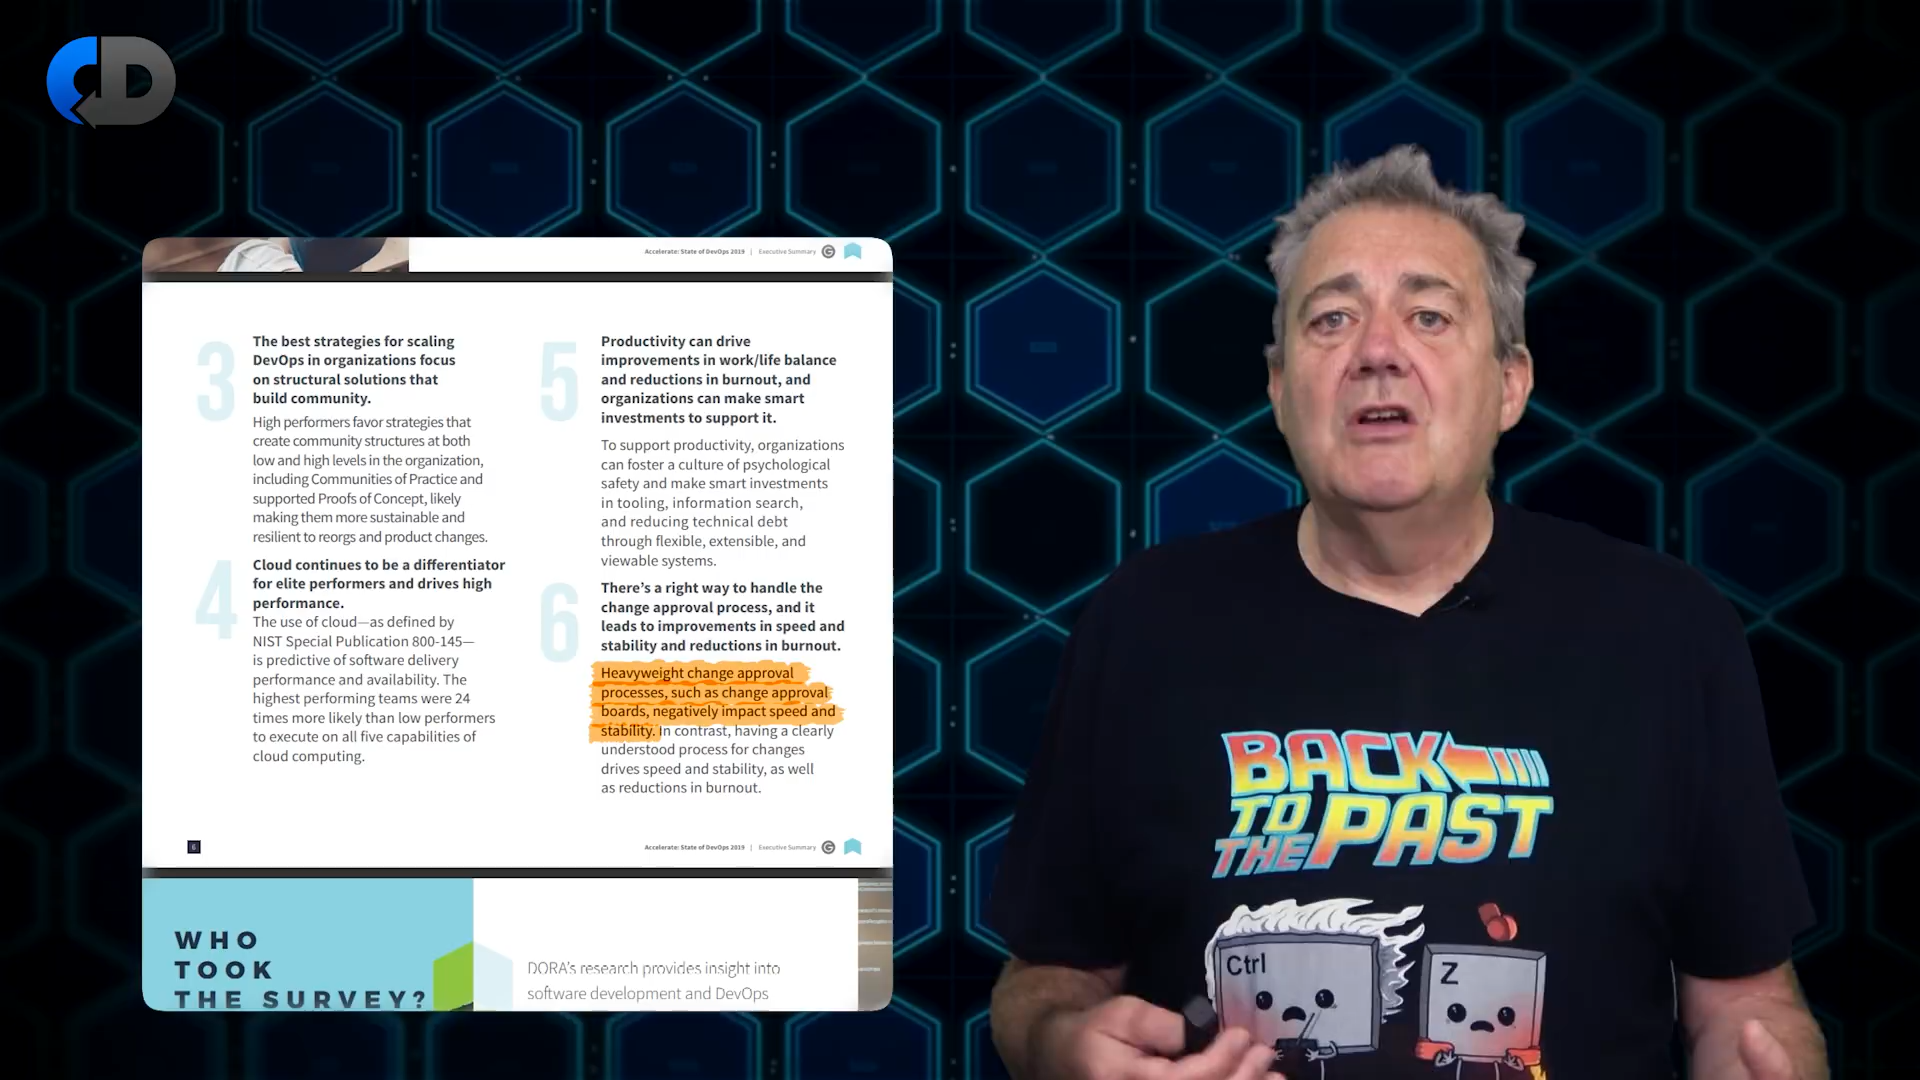 CD
Accelerate: State of DevOps 2019 | Executive Summary
3
The best strategies for scaling
DevOps in organizations focus
on structural solutions that
build community.
High performers favor strategies that
create community structures at both
low and high levels in the organization,
including Communities of Practice and
supported Proofs of Concept, likely
making them more sustainable and
resilient to reorgs and product changes.
4
Cloud continues to be a differentiator
for elite performers and drives high
performance.
The use of cloud—as defined by
NIST Special Publication 800-145—
is predictive of software delivery
performance and availability. The
highest performing teams were 24
times more likely than low performers
to execute on all five capabilities of
cloud computing.
5
Productivity can drive
improvements in work/life balance
and reductions in burnout, and
organizations can make smart
investments to support it.
To support productivity, organizations
can foster a culture of psychological
safety and make smart investments
in tooling, information search,
and reducing technical debt
through flexible, extensible, and
viewable systems.
6
There's a right way to handle the
change approval process, and it
leads to improvements in speed and
stability and reductions in burnout.
Heavyweight change approval
processes, such as change approval
boards, negatively impact speed and
stability. In contrast, having a clearly
understood process for changes
drives speed and stability, as well
as reductions in burnout.
6
Accelerate: State of DevOps 2019 | Executive Summary
WHO
TOOK
THE SURVEY?
DORA's research provides insight into
software development and DevOps
BACK
TO
THE PAST
Ctrl
Z